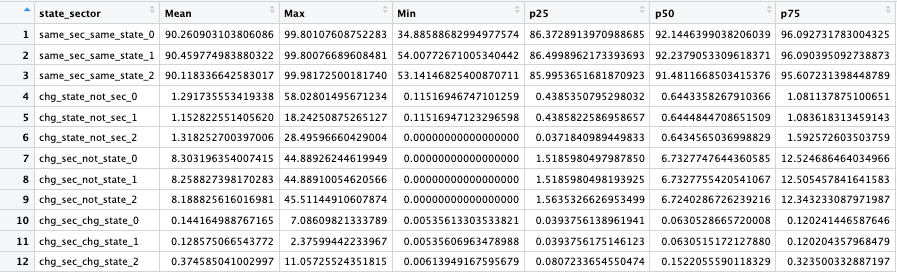 state_sector Mean Max Min p25 p50 p75
1 same_sec_same_state_0 90.260903103806086 99.80107608752283 34.88588682994977574 86.3728913970988685 92.1446399038206039 96.092731783004325
2 same_sec_same_state_1 90.459774983880322 99.80076689608481 54.00772671005340442 86.4998962173393693 92.2379053309618371 96.090395092738873
3 same_sec_same_state_2 90.118336642583017 99.98172500181740 53.14146825400870711 85.9953651681870923 91.4811668503415376 95.607231398448789
4 chg_state_not_sec_0 1.291735553419338 58.02801495671234 0.11516946747101259 0.4385350795298032 0.6443358267910366 1.081137875100651
5 chg_state_not_sec_1 1.152822551405620 18.24250875265127 0.11516947123296598 0.4385822586958657 0.6444844708651509 1.083618313459143
6 chg_state_not_sec_2 1.318252700397006 28.49596660429004 0.00000000000000000 0.0371840989449833 0.6434565036998829 1.592572603503759
7 chg_sec_not_state_0 8.303196354007415 44.88926244619949 0.00000000000000000 1.5185980497987850 6.7327747644360585 12.524686464034966
8 chg_sec_not_state_1 8.258827398170283 44.88910054620566 0.00000000000000000 1.5185980498193925 6.7327755420541067 12.505457841641583
9 chg_sec_not_state_2 8.188825616016981 45.51144910607874 0.00000000000000000 1.5635326626953499 6.7240286726239216 12.343233087971987
10 chg_sec_chg_state_0 0.144164988767165 7.08609821333789 0.00535613303533821 0.0393756138961941 0.0630528665720008 0.120241446587646
11 chg_sec_chg_state_1 0.128575066543772 2.37599442233967 0.00535606963478988 0.0393756175146123 0.0630515172127880 0.120204357968479
12 chg_sec_chg_state_2 0.374585041002997 11.05725524351815 0.00613949167595679 0.0807233654550474 0.1522055590118329 0.323500332887197